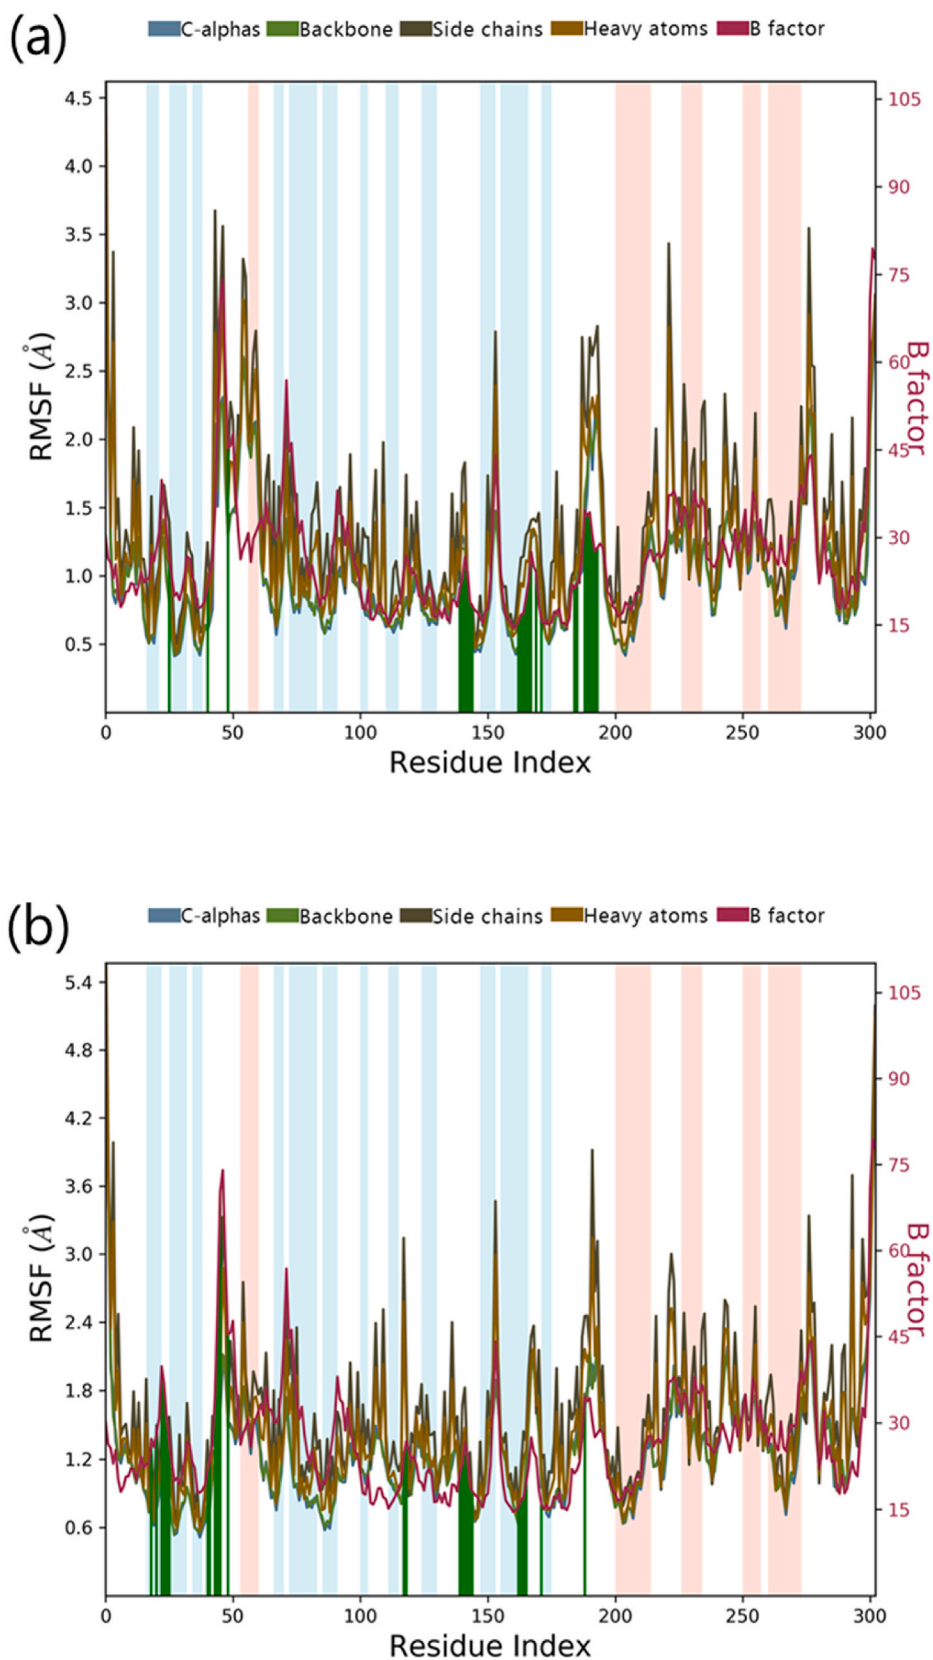 (a)
C-alphas Backbone Side chains Heavy atoms B factor
4.5
4.0
3.5
3.0
2.5
2.0
1.5
1.0
0.5
RMSF (Å)
105
90
75
60
45
30
15
B factor
0 50 100 150 200 250 300
Residue Index
(b)
C-alphas Backbone Side chains Heavy atoms B factor
5.4
4.8
4.2
3.6
3.0
2.4
1.8
1.2
0.6
RMSF (Å)
105
90
75
60
45
30
15
B factor
0 50 100 150 200 250 300
Residue Index